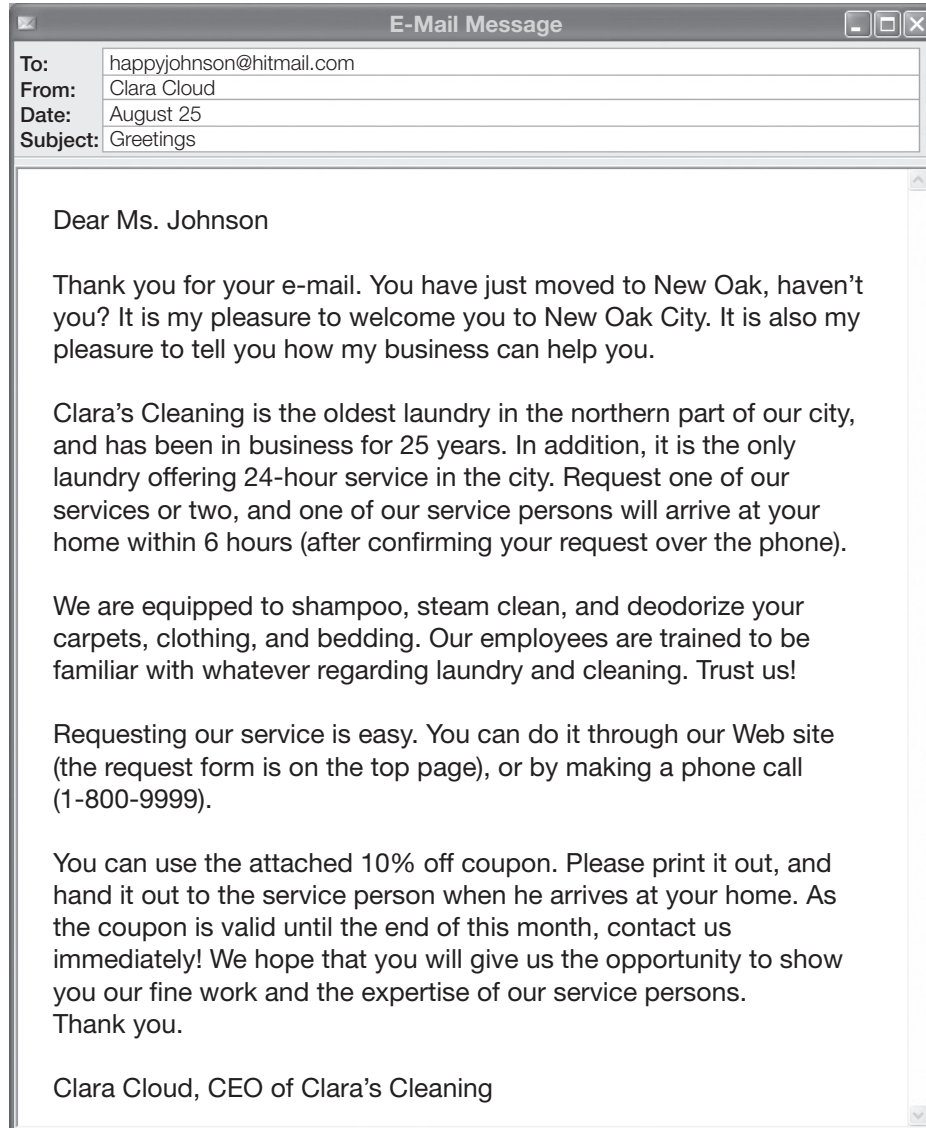 E-Mail Message
To: happyjohnson@hitmail.com
From: Clara Cloud
Date: August 25
Subject: Greetings
Dear Ms. Johnson
Thank you for your e-mail. You have just moved to New Oak, haven’t
you? It is my pleasure to welcome you to New Oak City. It is also my
pleasure to tell you how my business can help you.
Clara’s Cleaning is the oldest laundry in the northern part of our city,
and has been in business for 25 years. In addition, it is the only
laundry offering 24-hour service in the city. Request one of our
services or two, and one of our service persons will arrive at your
home within 6 hours (after confirming your request over the phone).
We are equipped to shampoo, steam clean, and deodorize your
carpets, clothing, and bedding. Our employees are trained to be
familiar with whatever regarding laundry and cleaning. Trust us!
Requesting our service is easy. You can do it through our Web site
(the request form is on the top page), or by making a phone call
(1-800-9999).
You can use the attached 10% off coupon. Please print it out, and
hand it out to the service person when he arrives at your home. As
the coupon is valid until the end of this month, contact us
immediately! We hope that you will give us the opportunity to show
you our fine work and the expertise of our service persons.
Thank you.
Clara Cloud, CEO of Clara’s Cleaning